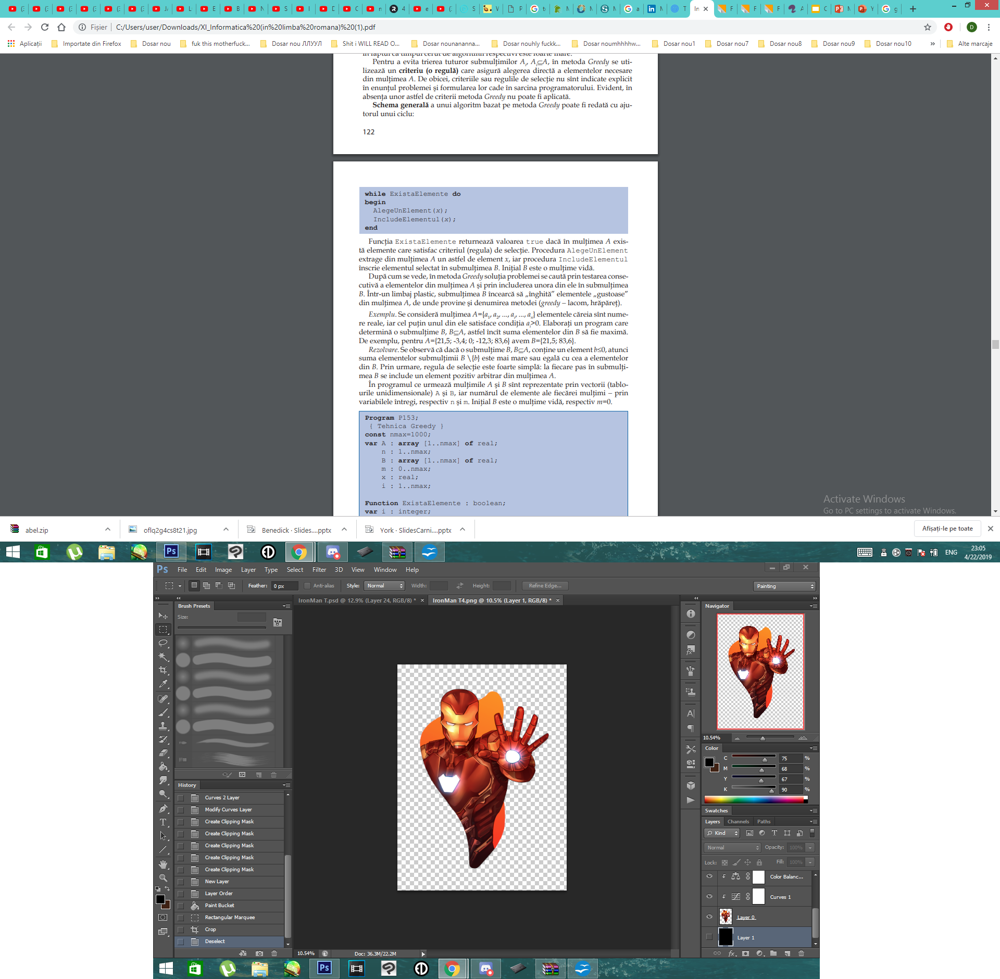 Fișier
C:/Users/user/Downloads/XI_Informatica%20(in%20limba%20romana)%20(1).pdf
Aplicații
Importate din Firefox
Dosar nou
fuk this motherfuck...
Dosar nou ЛЛУУЛ
Shit i WILL READ O...
Dosar nounananna...
Dosar nouhly fuckk...
Dosar noumhhhhw...
Dosar nou1
Dosar nou7
Dosar nou8
Dosar nou9
Dosar nou10
»
Alte marcaje
în faptul că timpul cerut de algoritmii respectivi este foarte mare.
Pentru a evita trierea tuturor submulțimilor Ai, Ai⊆A, în metoda Greedy se uti-
lizează un criteriu (o regulă) care asigură alegerea directă a elementelor necesare
din mulțimea A. De obicei, criteriile sau regulile de selecție nu sînt indicate explicit
în enunțul problemei și formularea lor cade în sarcina programatorului. Evident, în
absența unor astfel de criterii metoda Greedy nu poate fi aplicată.
Schema generală a unui algoritm bazat pe metoda Greedy poate fi redată cu aju-
torul unui ciclu:
122
while ExistaElemente do
begin
AlegeUnElement(x);
IncludeElementul(x);
end
Funcția ExistaElemente returnează valoarea true dacă în mulțimea A exis-
tă elemente care satisfac criteriul (regula) de selecție. Procedura AlegeUnElement
extrage din mulțimea A un astfel de element x, iar procedura IncludeElementul
înscrie elementul selectat în submulțimea B. Inițial B este o mulțime vidă.
După cum se vede, în metoda Greedy soluția problemei se caută prin testarea conse-
cutivă a elementelor din mulțimea A și prin includerea unora din ele în submulțimea
B. Într-un limbaj plastic, submulțimea B încearcă să „înghită” elementele „gustoase”
din mulțimea A, de unde provine și denumirea metodei (greedy – lacom, hrăpăreț).
Exemplu. Se consideră mulțimea A={a1, a2, ..., ai, ..., an} elementele căreia sînt nume-
re reale, iar cel puțin unul din ele satisface condiția ai>0. Elaborați un program care
determină o submulțime B, B⊆A, astfel încît suma elementelor din B să fie maximă.
De exemplu, pentru A={21,5; -3,4; 0; -12,3; 83,6} avem B={21,5; 83,6}.
Rezolvare. Se observă că dacă o submulțime B, B⊆A, conține un element b≤0, atunci
suma elementelor submulțimii B \{b} este mai mare sau egală cu cea a elementelor
din B. Prin urmare, regula de selecție este foarte simplă: la fiecare pas în submulți-
mea B se include un element pozitiv arbitrar din mulțimea A.
În programul ce urmează mulțimile A și B sînt reprezentate prin vectorii (tablo-
urile unidimensionale) A și B, iar numărul de elemente ale fiecărei mulțimi – prin
variabilele întregi, respectiv n și m. Inițial B este o mulțime vidă, respectiv m=0.
Program P153;
{ Tehnica Greedy }
const nmax=1000;
var A : array [1..nmax] of real;
n : 1..nmax;
B : array [1..nmax] of real;
m : 0..nmax;
x : real;
i : 1..nmax;
Function ExistaElemente : boolean;
var i : integer;
Activate Windows
Go to PC settings to activate Windows.
abel.zip
oflq2g4cs8t21.jpg
Benedick · Slides....pptx
York · SlidesCarni....pptx
Afișați-le pe toate
ENG
23:05
4/22/2019
Ps File Edit Image Layer Type Select Filter 3D View Window Help
Feather: 0 px Anti-alias Style: Normal Width: Height: Refine Edge... Painting
Brush Presets
Size:
IronMan T.psd @ 12.9% (Layer 24, RGB/8) * ×
IronMan T4.png @ 10.5% (Layer 1, RGB/8) * ×
Navigator
10.54%
Color
C 75 %
M 68 %
Y 67 %
K 90 %
Swatches
Layers Channels Paths
Kind
Normal Opacity: 100%
Lock: Fill: 100%
Color Balanc...
Curves 1
Layer 0
Layer 1
History
Curves 2 Layer
Modify Curves Layer
Create Clipping Mask
Create Clipping Mask
Create Clipping Mask
Create Clipping Mask
Create Clipping Mask
New Layer
Layer Order
Paint Bucket
Rectangular Marquee
Crop
Deselect
10.54% Doc: 36.3M/22.2M